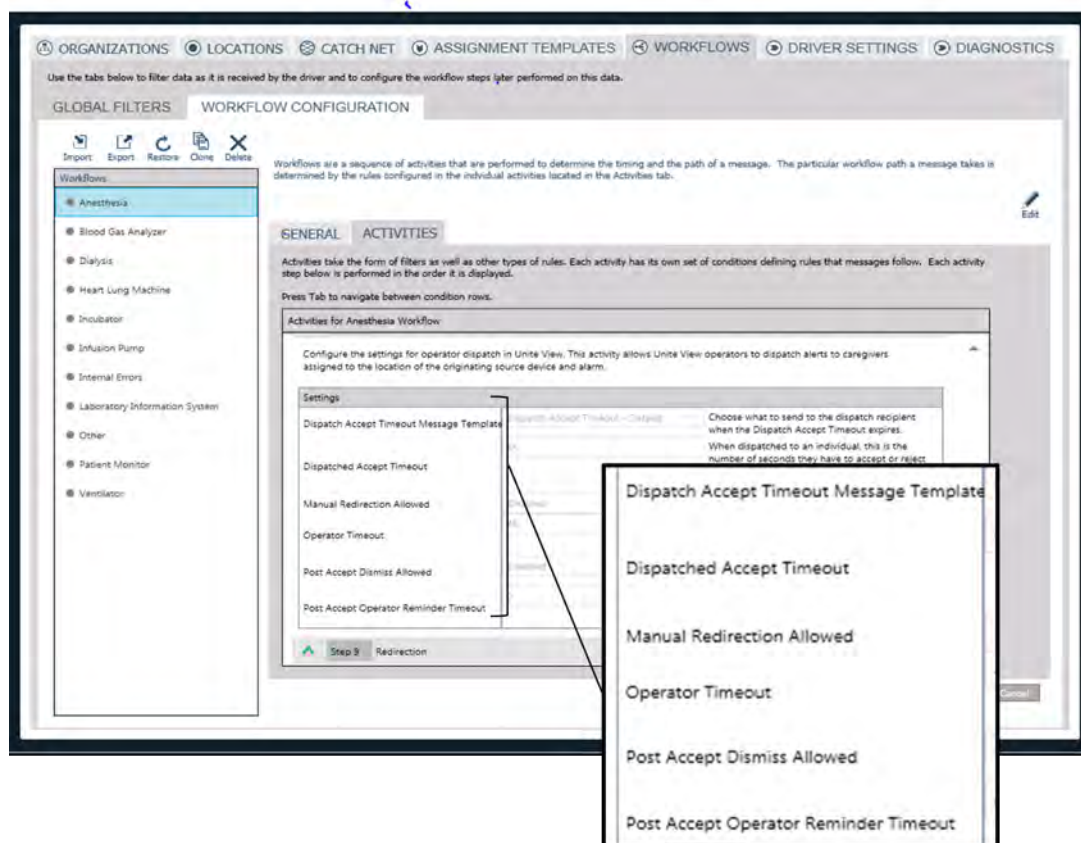 ORGANIZATIONS LOCATIONS CATCH NET ASSIGNMENT TEMPLATES WORKFLOWS DRIVER SETTINGS DIAGNOSTICS
Use the tabs below to filter data as it is received by the driver and to configure the workflow steps later performed on this data.
GLOBAL FILTERS WORKFLOW CONFIGURATION
Import Export Restore Clone Delete
Workflows are a sequence of activities that are performed to determine the timing and the path of a message. The particular workflow path a message takes is
determined by the rules configured in the individual activities located in the Activities tab.
Edit
Workflows
Anesthesia
Blood Gas Analyzer
Dialysis
Heart Lung Machine
Incubator
Infusion Pump
Internal Errors
Laboratory Information System
Other
Patient Monitor
Ventilator
GENERAL ACTIVITIES
Activities take the form of filters as well as other types of rules. Each activity has its own set of conditions defining rules that messages follow. Each activity
step below is performed in the order it is displayed.
Press Tab to navigate between condition rows.
Activities for Anesthesia Workflow
Configure the settings for operator dispatch in Unite View. This activity allows Unite View operators to dispatch alerts to caregivers
assigned to the location of the originating source device and alarm.
Settings
Dispatch Accept Timeout Message Template
Dispatch Accept Timeout -
Choose what to send to the dispatch recipient
when the Dispatch Accept Timeout expires.
Dispatched Accept Timeout
When dispatched to an individual, this is the
number of seconds they have to accept or reject
Manual Redirection Allowed
Operator Timeout
Post Accept Dismiss Allowed
Post Accept Operator Reminder Timeout
Step 9 Redirection
Cancel
Dispatch Accept Timeout Message Template
Dispatched Accept Timeout
Manual Redirection Allowed
Operator Timeout
Post Accept Dismiss Allowed
Post Accept Operator Reminder Timeout